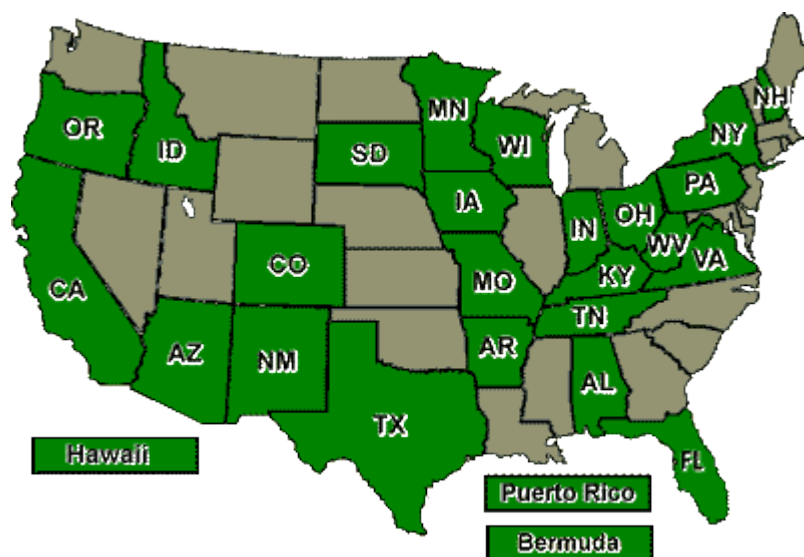 NH
MN
OR
NY
WI
ID
SD
PA
IA
OH
IN
WV
CO
VA
KY
MO
CA
TN
AR
AZ
NM
AL
TX
Hawaii
FL
Puerto Rico
Bermuda